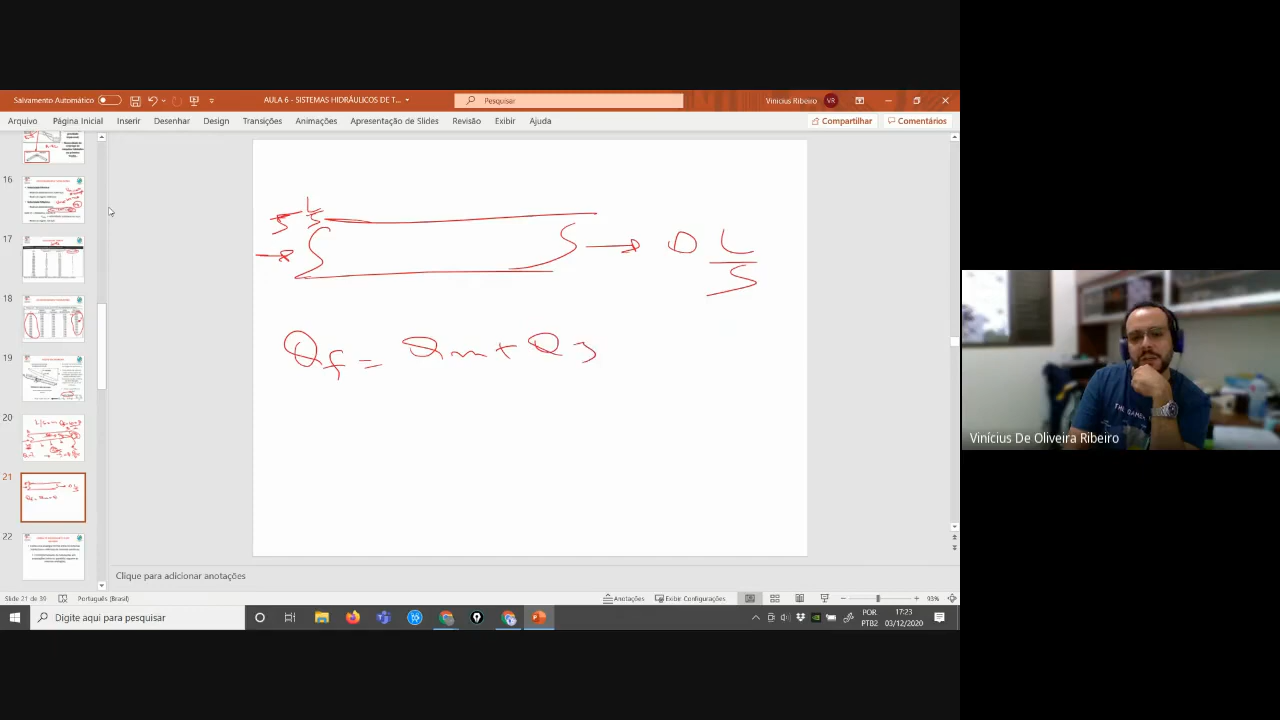 Salvamento Automático
AULA 6 - SISTEMAS HIDRÁULICOS DE T...
Pesquisar
Vinicius Ribeiro VR
Arquivo Página Inicial Inserir Desenhar Design Transições Animações Apresentação de Slides Revisão Exibir Ajuda
Compartilhar Comentários
16
17
18
19
20
21
22
5 L/S
0 L/S
Qf = Qm + Q
Clique para adicionar anotações
Slide 21 de 39 Português (Brasil) Anotações Exibir Configurações 93%
Digite aqui para pesquisar
POR
PTB2
17:23
03/12/2020
Vinícius De Oliveira Ribeiro